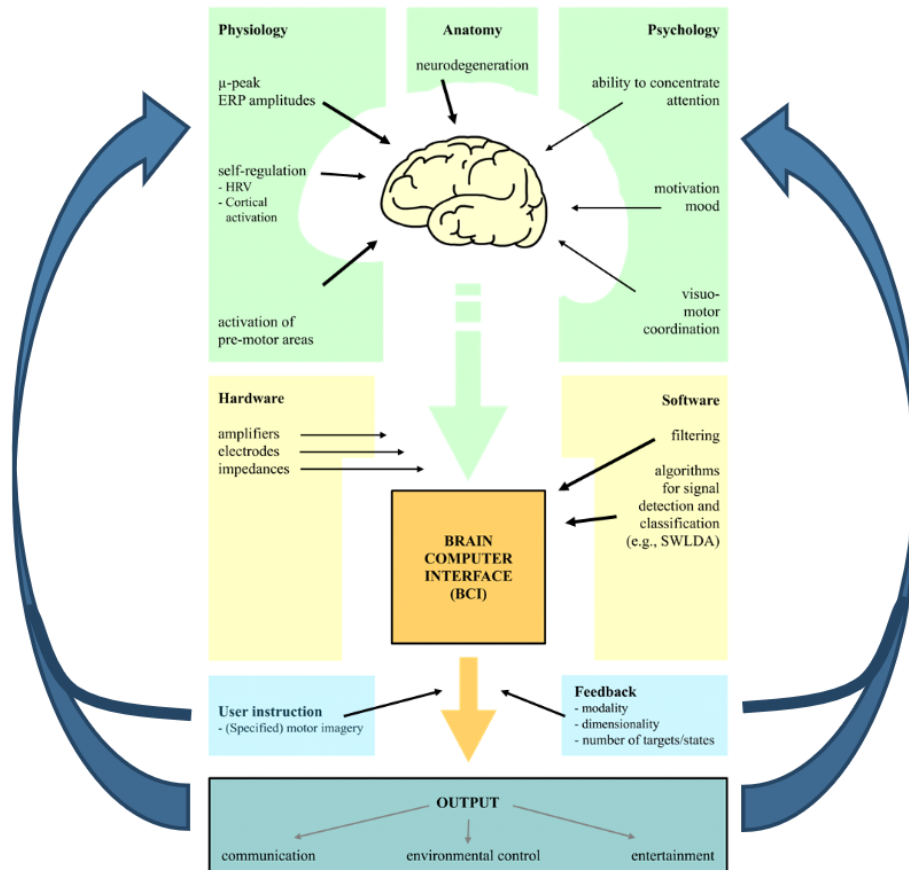 Physiology
µ-peak
ERP amplitudes
self-regulation
- HRV
- Cortical
activation
activation of
pre-motor areas
Anatomy
neurodegeneration
Psychology
ability to concentrate
attention
motivation
mood
visuo-
motor
coordination
Hardware
amplifiers
electrodes
impedances
Software
filtering
algorithms
for signal
detection and
classification
(e.g., SWLDA)
BRAIN
COMPUTER
INTERFACE
(BCI)
User instruction
- (Specified) motor imagery
Feedback
- modality
- dimensionality
- number of targets/states
OUTPUT
communication
environmental control
entertainment